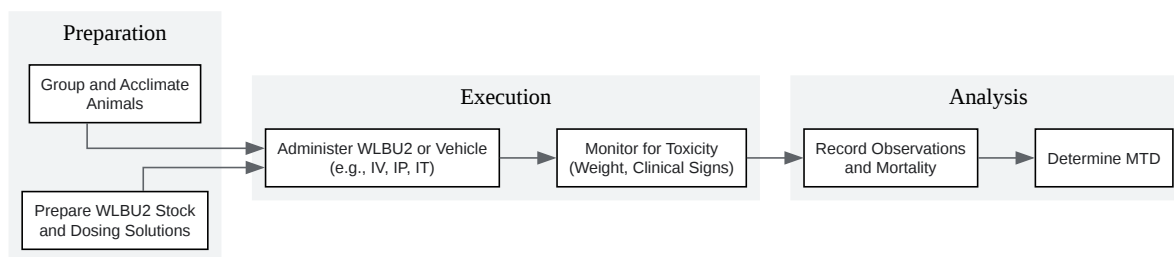 Preparation
Group and Acclimate
Animals
Prepare WLBU2 Stock
and Dosing Solutions
Execution
Administer WLBU2 or Vehicle
(e.g., IV, IP, IT)
Monitor for Toxicity
(Weight, Clinical Signs)
Analysis
Record Observations
and Mortality
Determine MTD